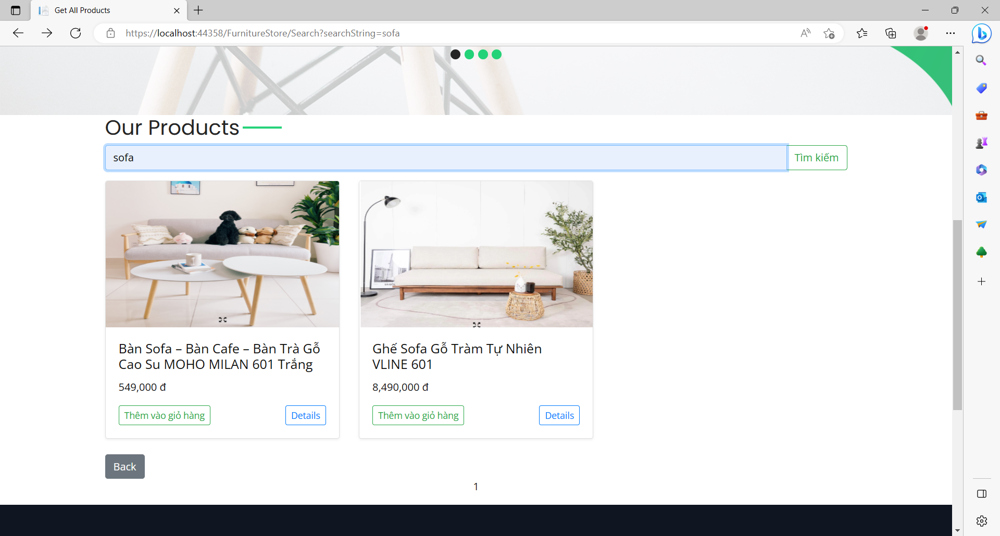 Get All Products
https://localhost:44358/FurnitureStore/Search?searchString=sofa
Our Products
sofa
Tìm kiếm
Bàn Sofa – Bàn Cafe – Bàn Trà Gỗ
Cao Su MOHO MILAN 601 Trắng
549,000 đ
Thêm vào giỏ hàng
Details
Ghế Sofa Gỗ Tràm Tự Nhiên
VLINE 601
8,490,000 đ
Thêm vào giỏ hàng
Details
Back
1